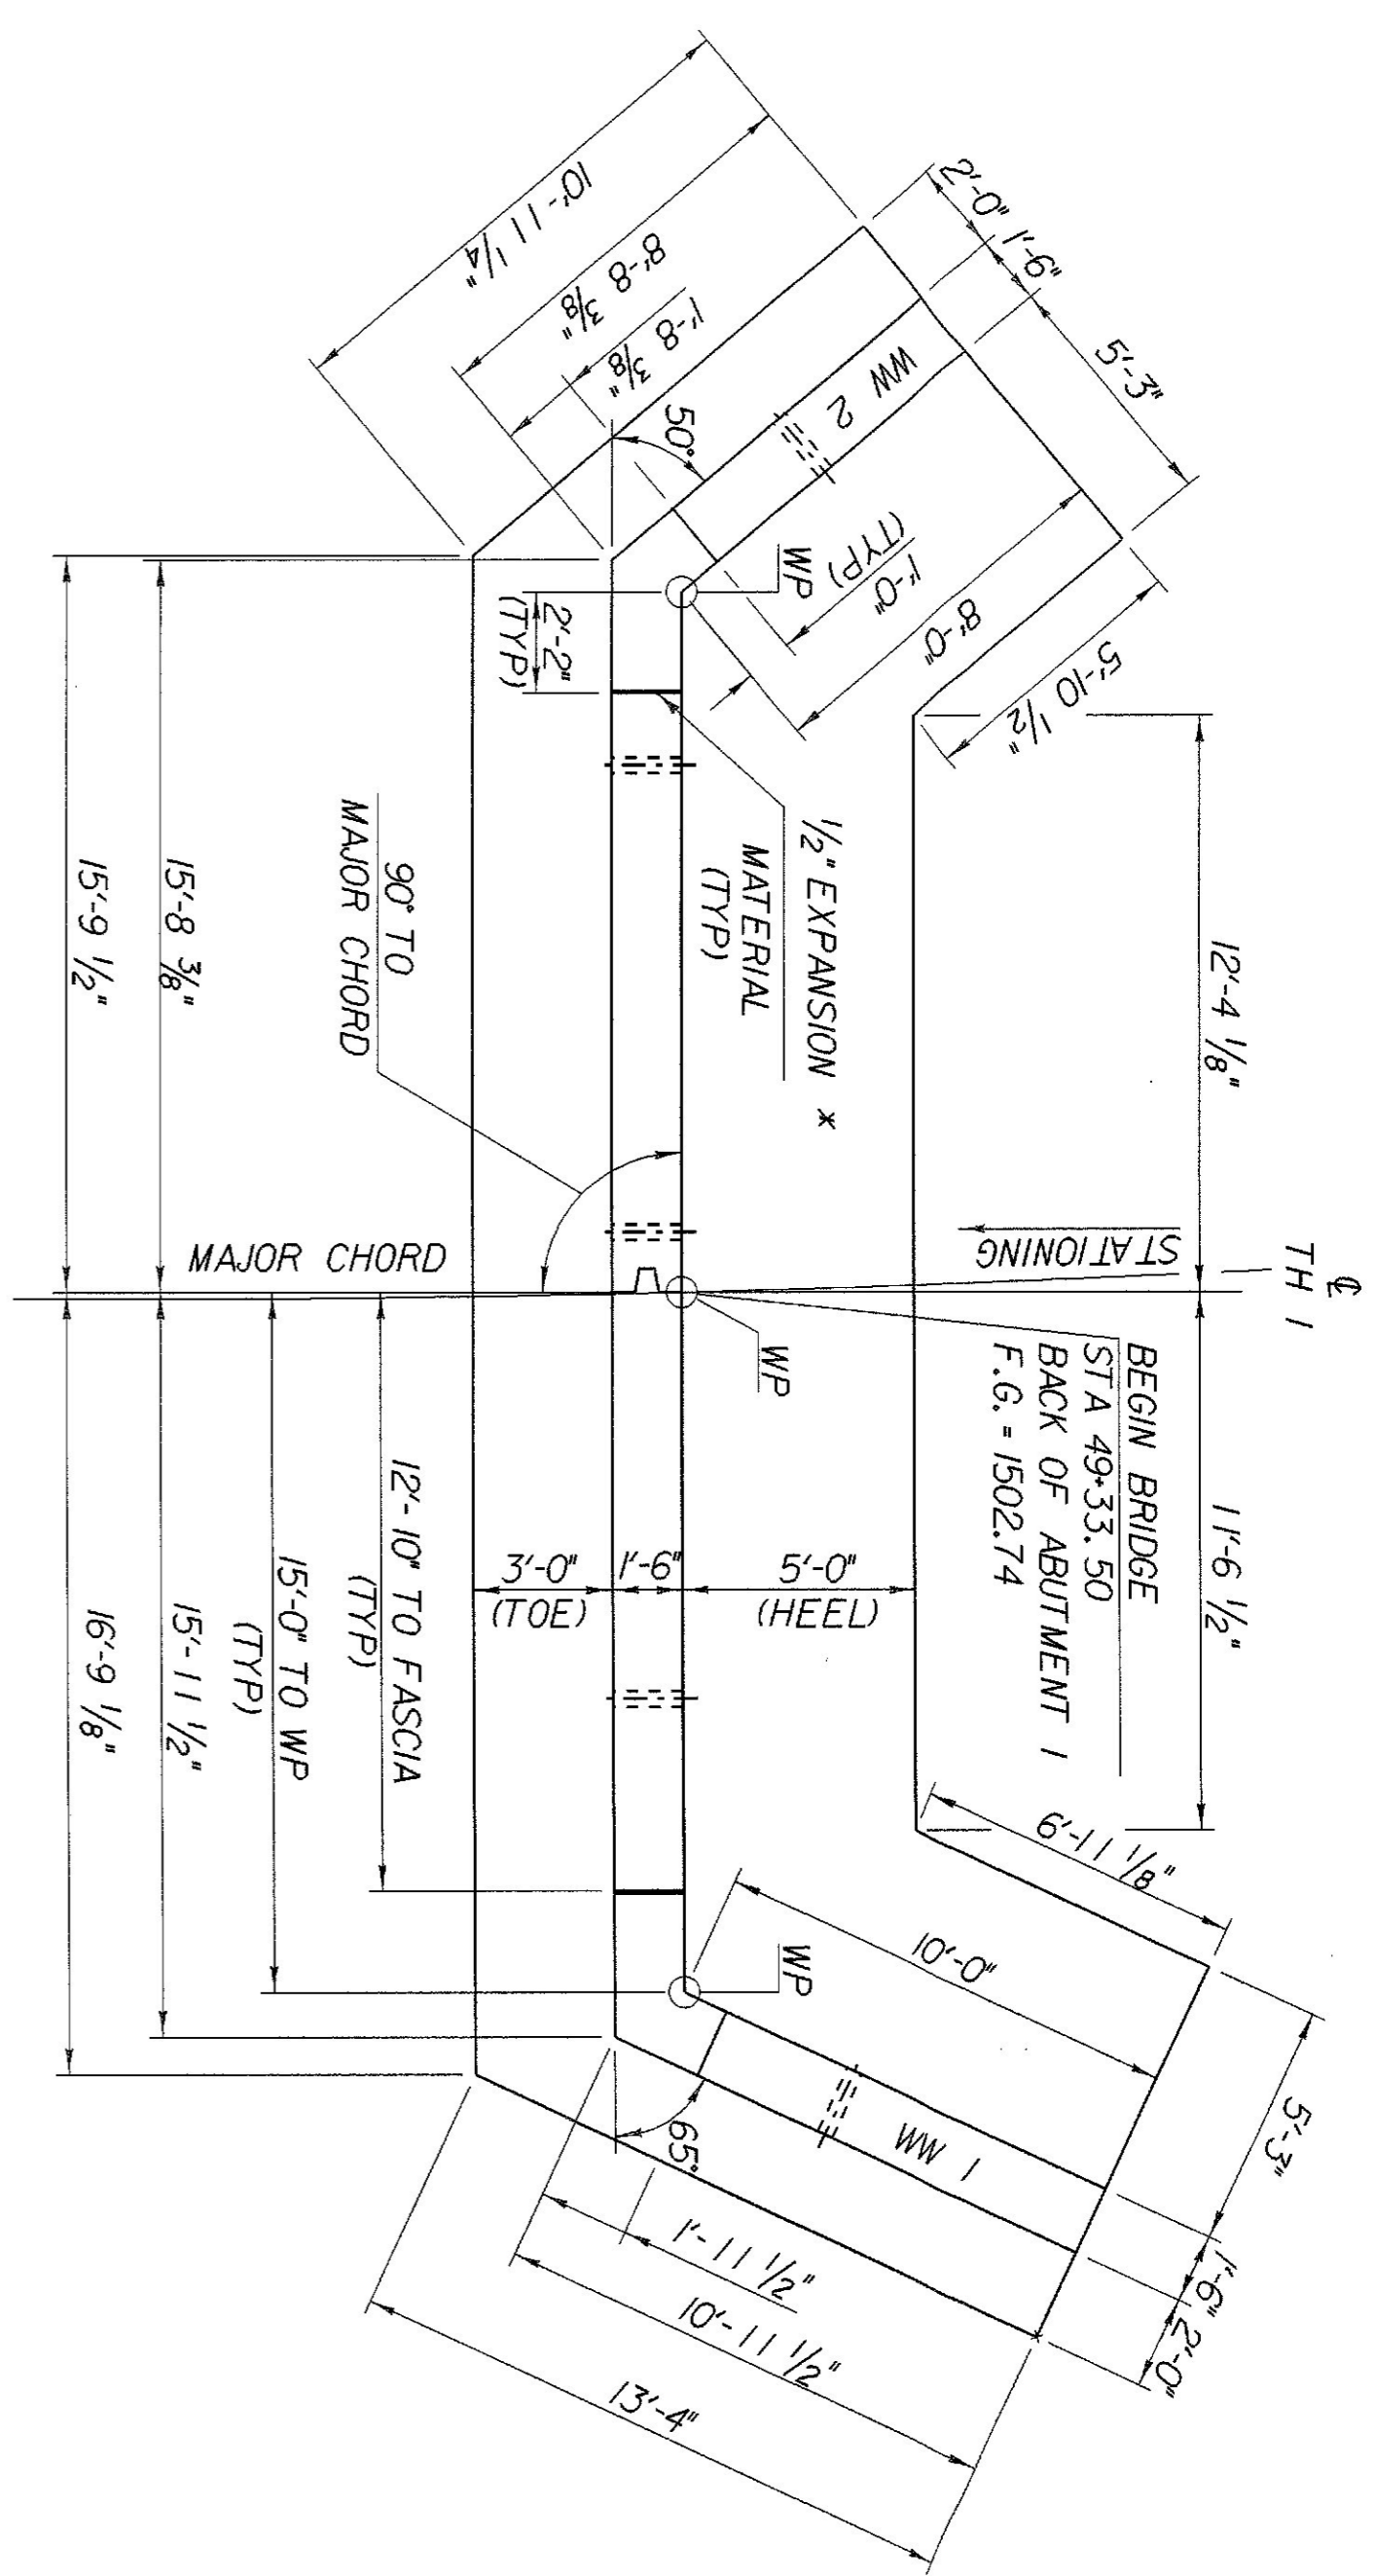 ℄
TH 1
STATIONING
12'-4 1/8"
11'-6 1/2"
BEGIN BRIDGE
STA 49+33.50
BACK OF ABUTMENT 1
F.G. = 1502.74
2'-0"
1'-6"
5'-3"
10'-11 1/4"
8'-8 3/8"
1'-8 3/8"
WW 2
50°
1'-0"
(TYP)
8'-0"
5'-10 1/2"
WP
2'-2"
(TYP)
1/2" EXPANSION *
MATERIAL
(TYP)
WP
90° TO
MAJOR CHORD
MAJOR CHORD
5'-0"
(HEEL)
1'-6"
3'-0"
(TOE)
6'-11 1/8"
10'-0"
WP
5'-3"
1'-6"
2'-0"
WW 1
65°
1'-11 1/2"
10'-11 1/2"
13'-4"
12'-10" TO FASCIA
(TYP)
15'-0" TO WP
(TYP)
15'-8 3/8"
15'-11 1/2"
15'-9 1/2"
16'-9 1/8"